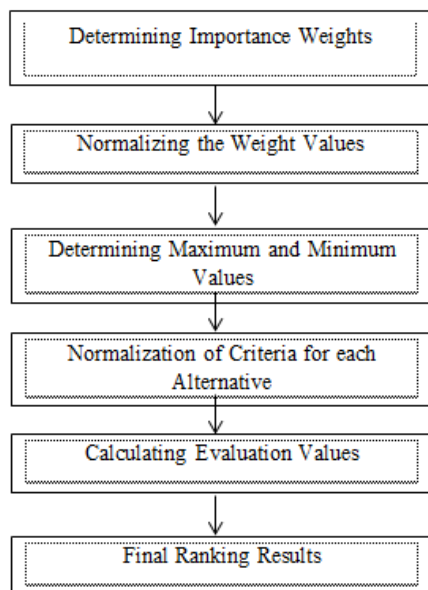 Determining Importance Weights
Normalizing the Weight Values
Determining Maximum and Minimum
Values
Normalization of Criteria for each
Alternative
Calculating Evaluation Values
Final Ranking Results